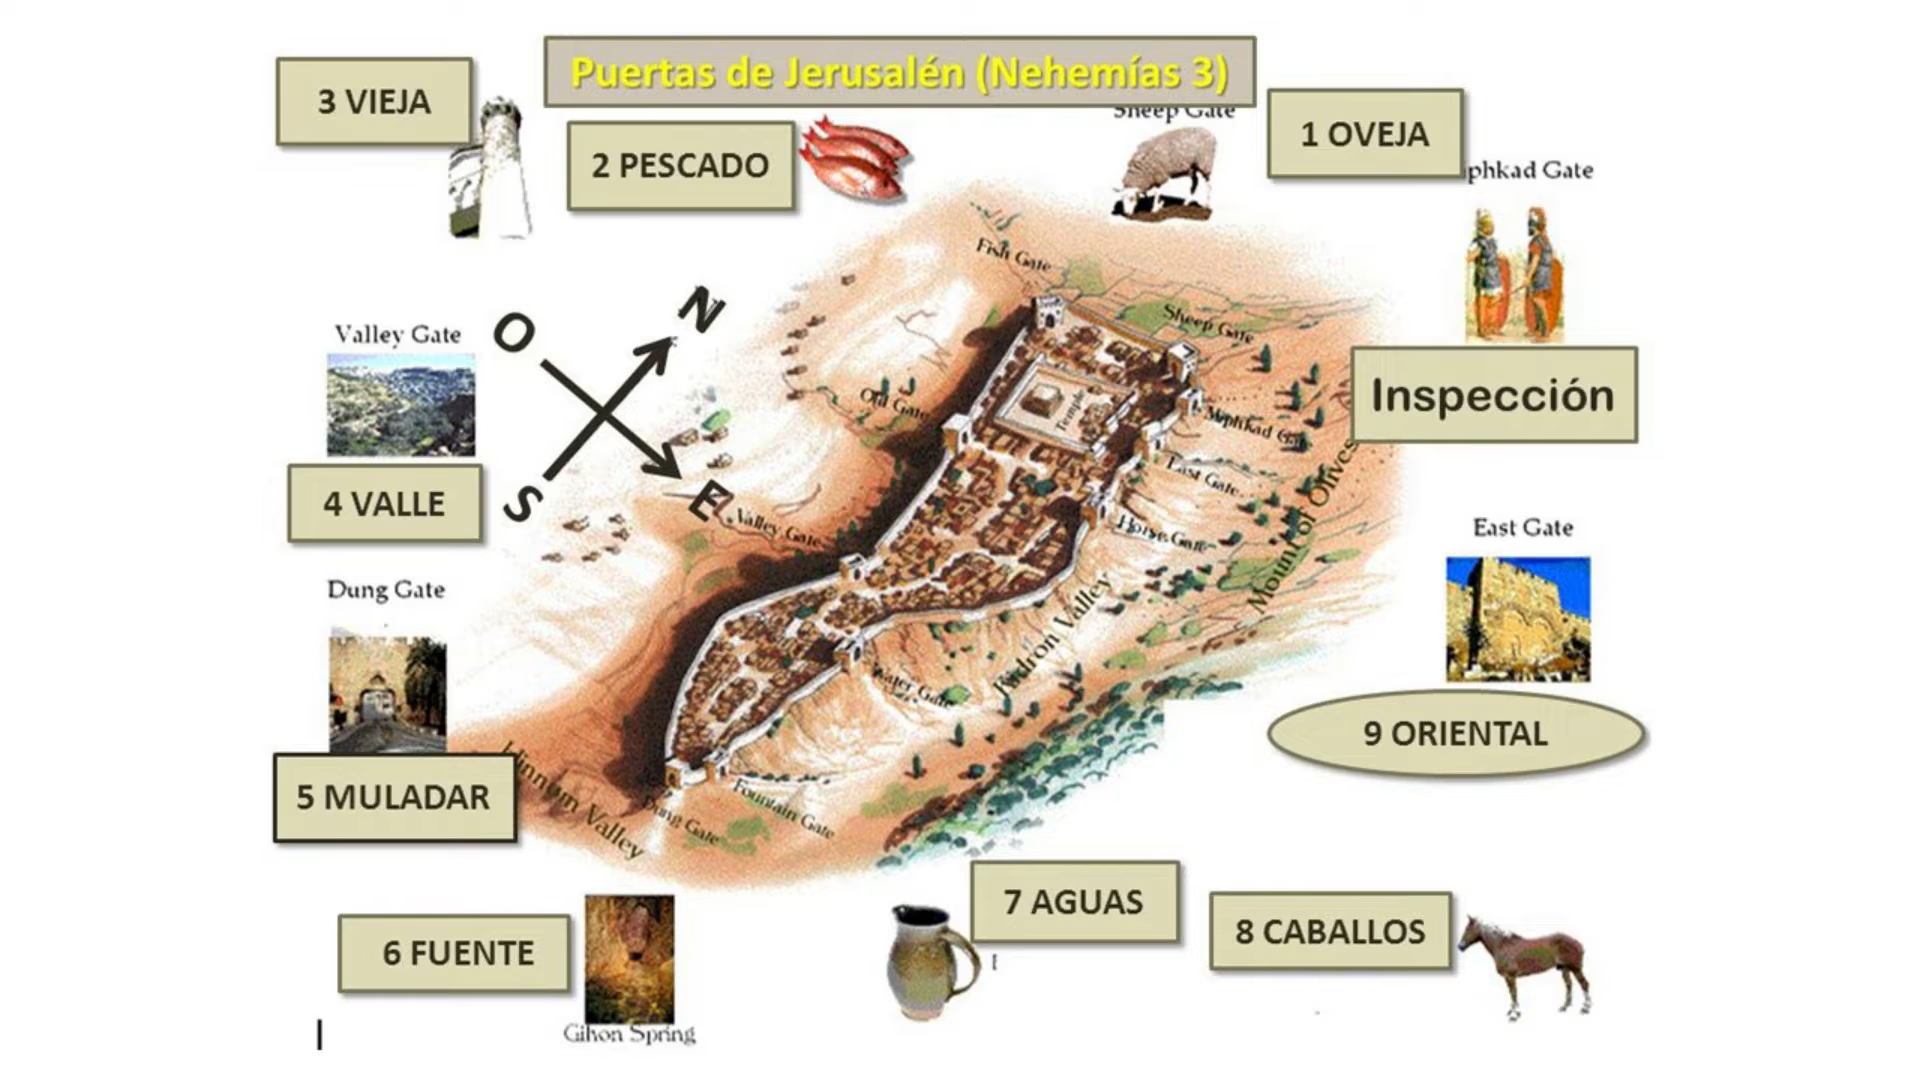 Puertas de Jerusalén (Nehemías 3)
3 VIEJA
2 PESCADO
Sheep Gate
1 OVEJA
phkad Gate
Inspección
Fish Gate
Sheep Gate
N
O
S
E
Valley Gate
4 VALLE
Old Gate
Temple
Miphkad Gate
East Gate
Horse Gate
Mount of Olives
Valley Gate
Kidron Valley
Water Gate
East Gate
9 ORIENTAL
Dung Gate
5 MULADAR
Hinnom Valley
Dung Gate
Fountain Gate
6 FUENTE
Gihon Spring
7 AGUAS
8 CABALLOS